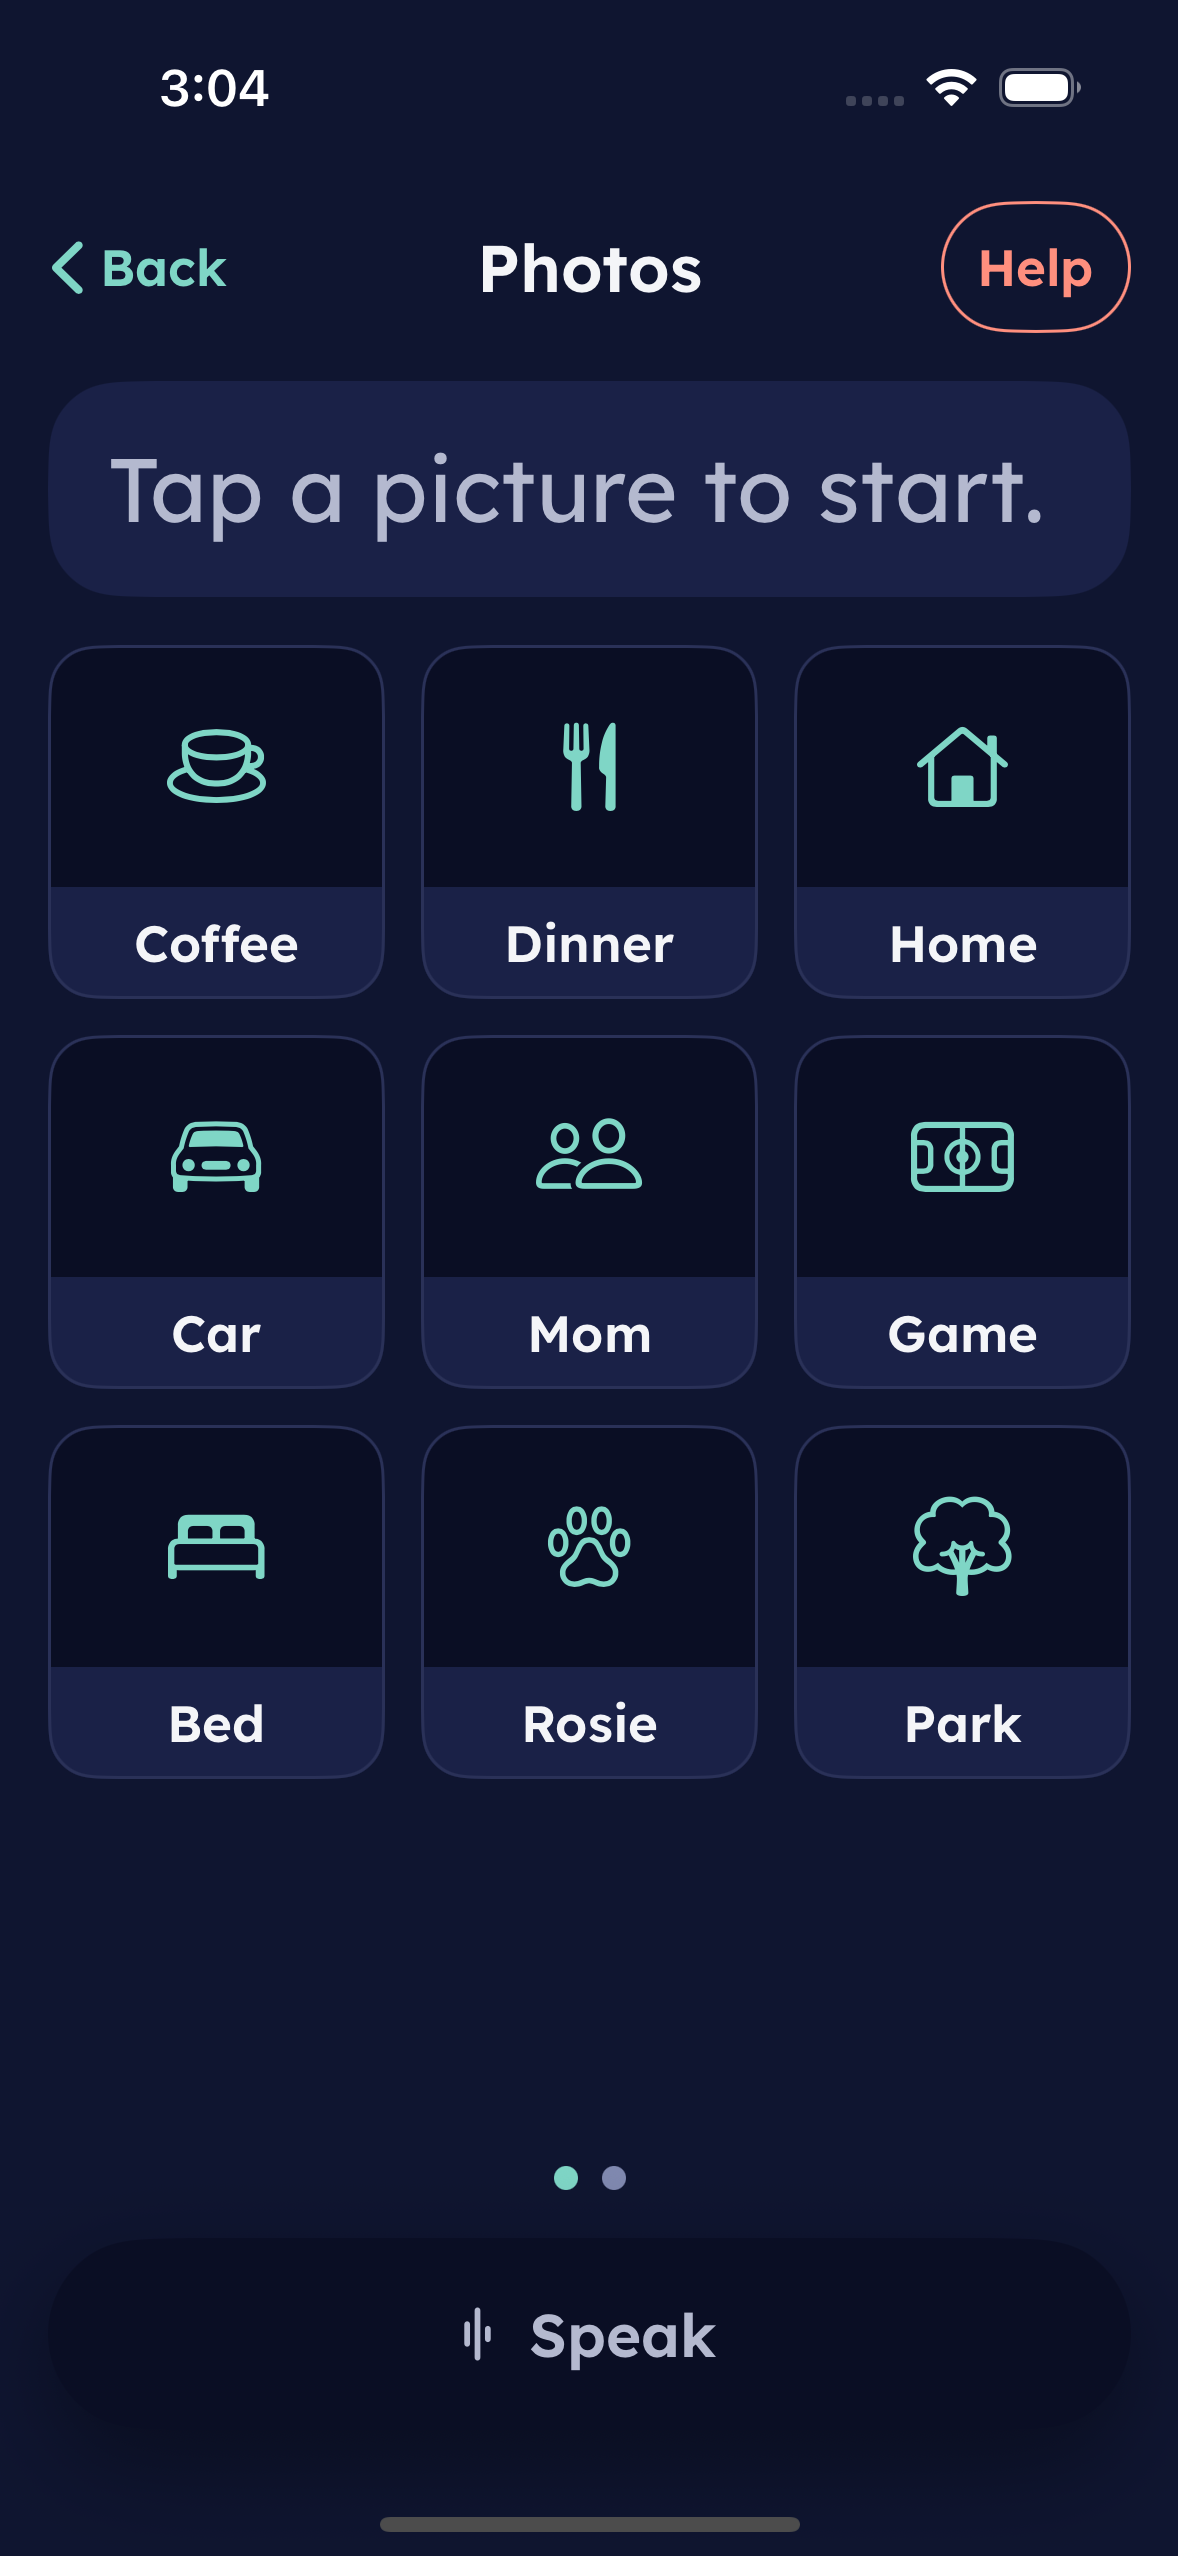 3:04
Back
Photos
Help
Tap a picture to start.
Coffee
Dinner
Home
Car
Mom
Game
Bed
Rosie
Park
Speak